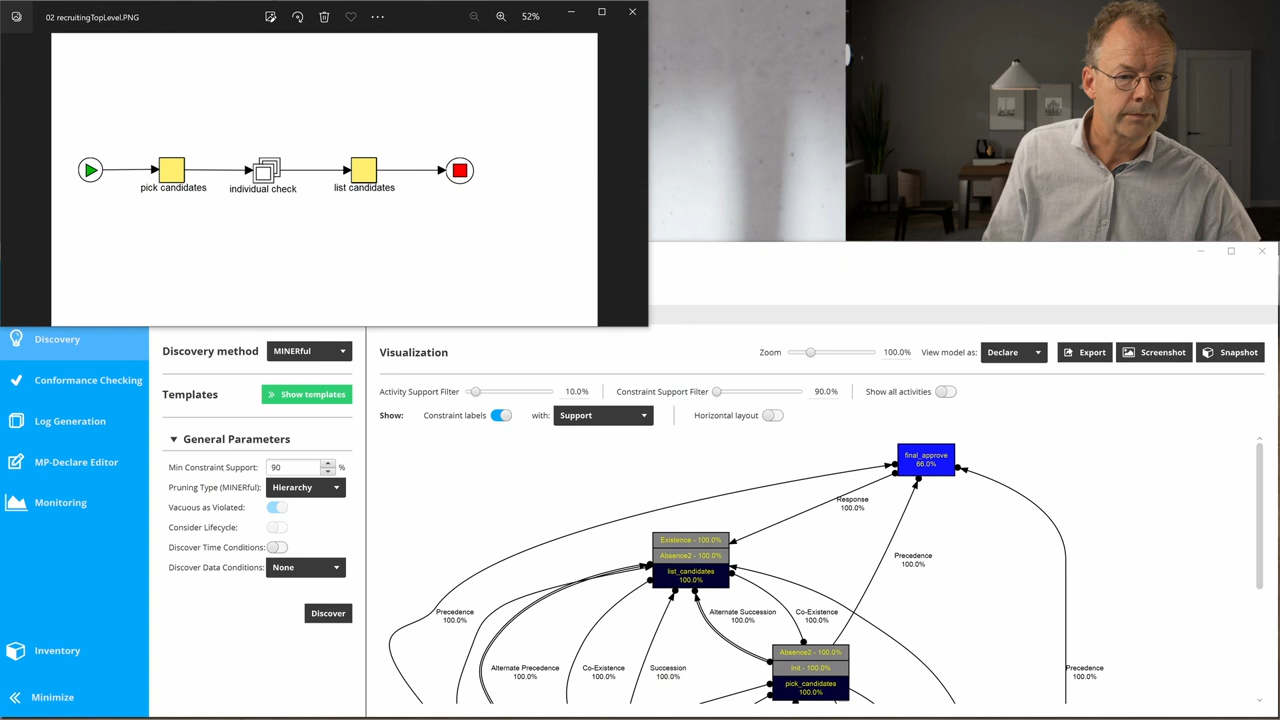 02 recruitingTopLevel.PNG
52%
pick candidates
individual check
list candidates
Discovery
Conformance Checking
Log Generation
MP-Declare Editor
Monitoring
Inventory
Minimize
Discovery method
MINERful
Templates
Show templates
General Parameters
Min Constraint Support:
90
%
Pruning Type (MINERful):
Hierarchy
Vacuous as Violated:
Consider Lifecycle:
Discover Time Conditions:
Discover Data Conditions:
None
Discover
Visualization
Zoom
100.0%
View model as:
Declare
Export
Screenshot
Snapshot
Activity Support Filter
10.0%
Constraint Support Filter
90.0%
Show all activities
Show:
Constraint labels
with:
Support
Horizontal layout
final_approve
66.0%
Response
100.0%
Existence - 100.0%
Absence2 - 100.0%
list_candidates
100.0%
Precedence
100.0%
Precedence
100.0%
Alternate Succession
100.0%
Co-Existence
100.0%
Absence2 - 100.0%
Init - 100.0%
pick_candidates
100.0%
Alternate Precedence
100.0%
Co-Existence
100.0%
Succession
100.0%
Precedence
100.0%